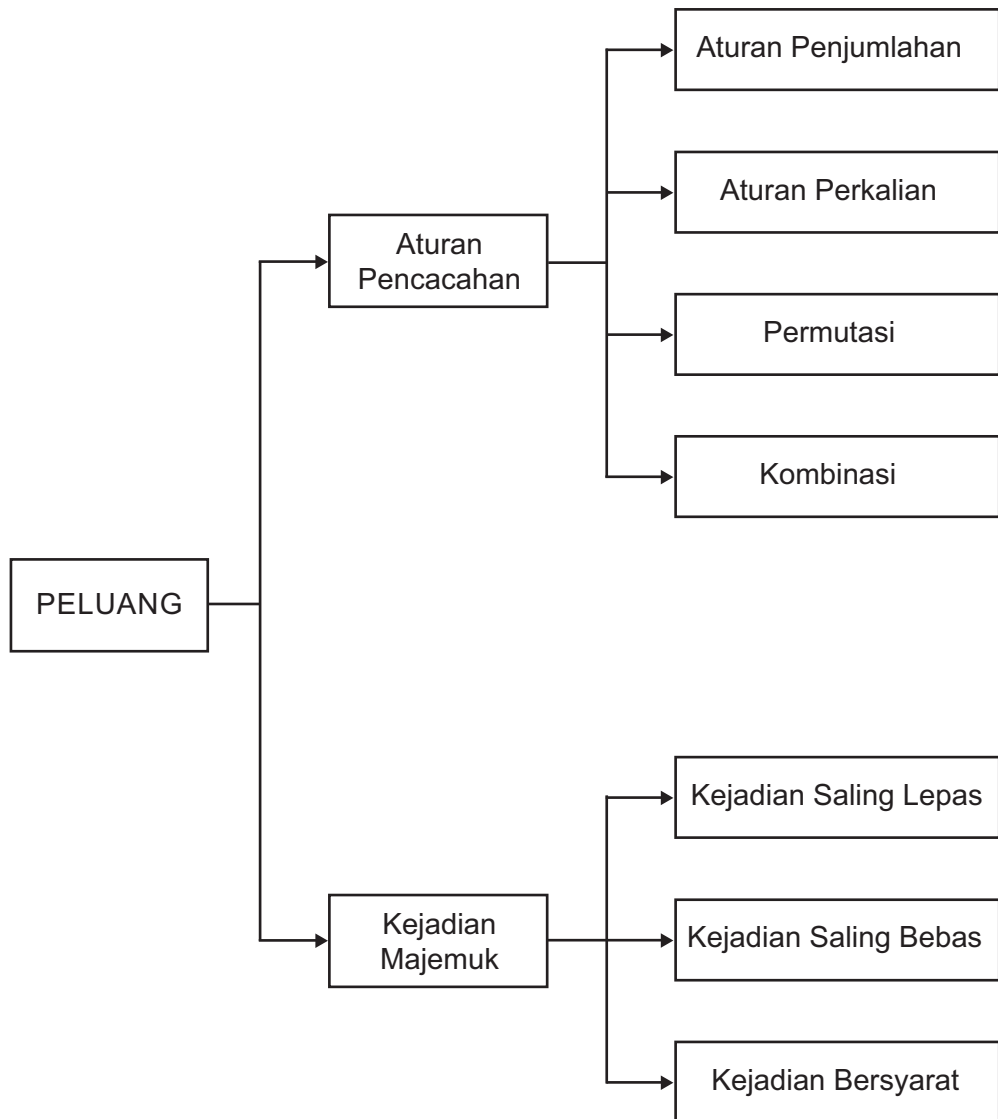 Aturan Penjumlahan
Aturan Perkalian
Aturan
Pencacahan
Permutasi
Kombinasi
PELUANG
Kejadian Saling Lepas
Kejadian
Majemuk
Kejadian Saling Bebas
Kejadian Bersyarat